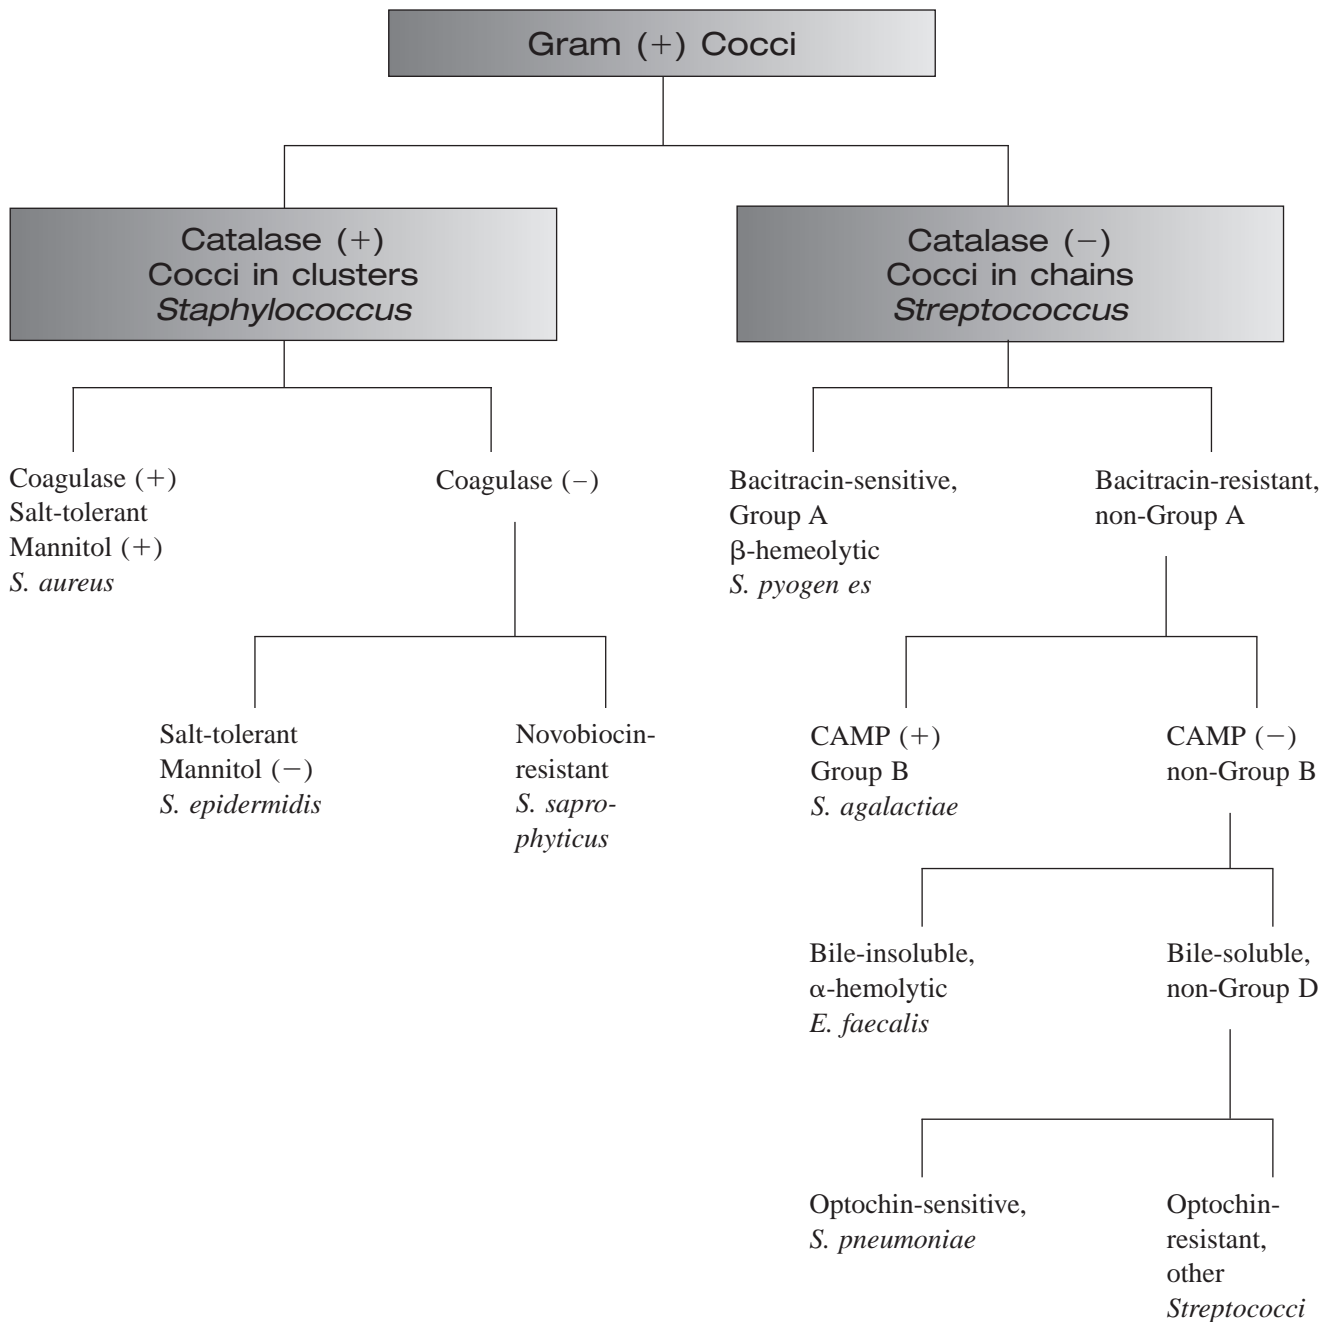 Gram (+) Cocci
Catalase (+)
Cocci in clusters
Staphylococcus
Catalase (−)
Cocci in chains
Streptococcus
Coagulase (+)
Salt-tolerant
Mannitol (+)
S. aureus
Coagulase (–)
Bacitracin-sensitive,
Group A
β-hemeolytic
S. pyogen es
Bacitracin-resistant,
non-Group A
Salt-tolerant
Mannitol (−)
S. epidermidis
Novobiocin-
resistant
S. sapro-
phyticus
CAMP (+)
Group B
S. agalactiae
CAMP (−)
non-Group B
Bile-insoluble,
α-hemolytic
E. faecalis
Bile-soluble,
non-Group D
Optochin-sensitive,
S. pneumoniae
Optochin-
resistant,
other
Streptococci